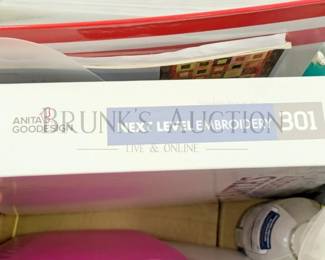 ANITA
GOODESIGN
NEXT LEVEL EMBROIDERY 301
BRUNK'S AUCTION
LIVE & ONLINE